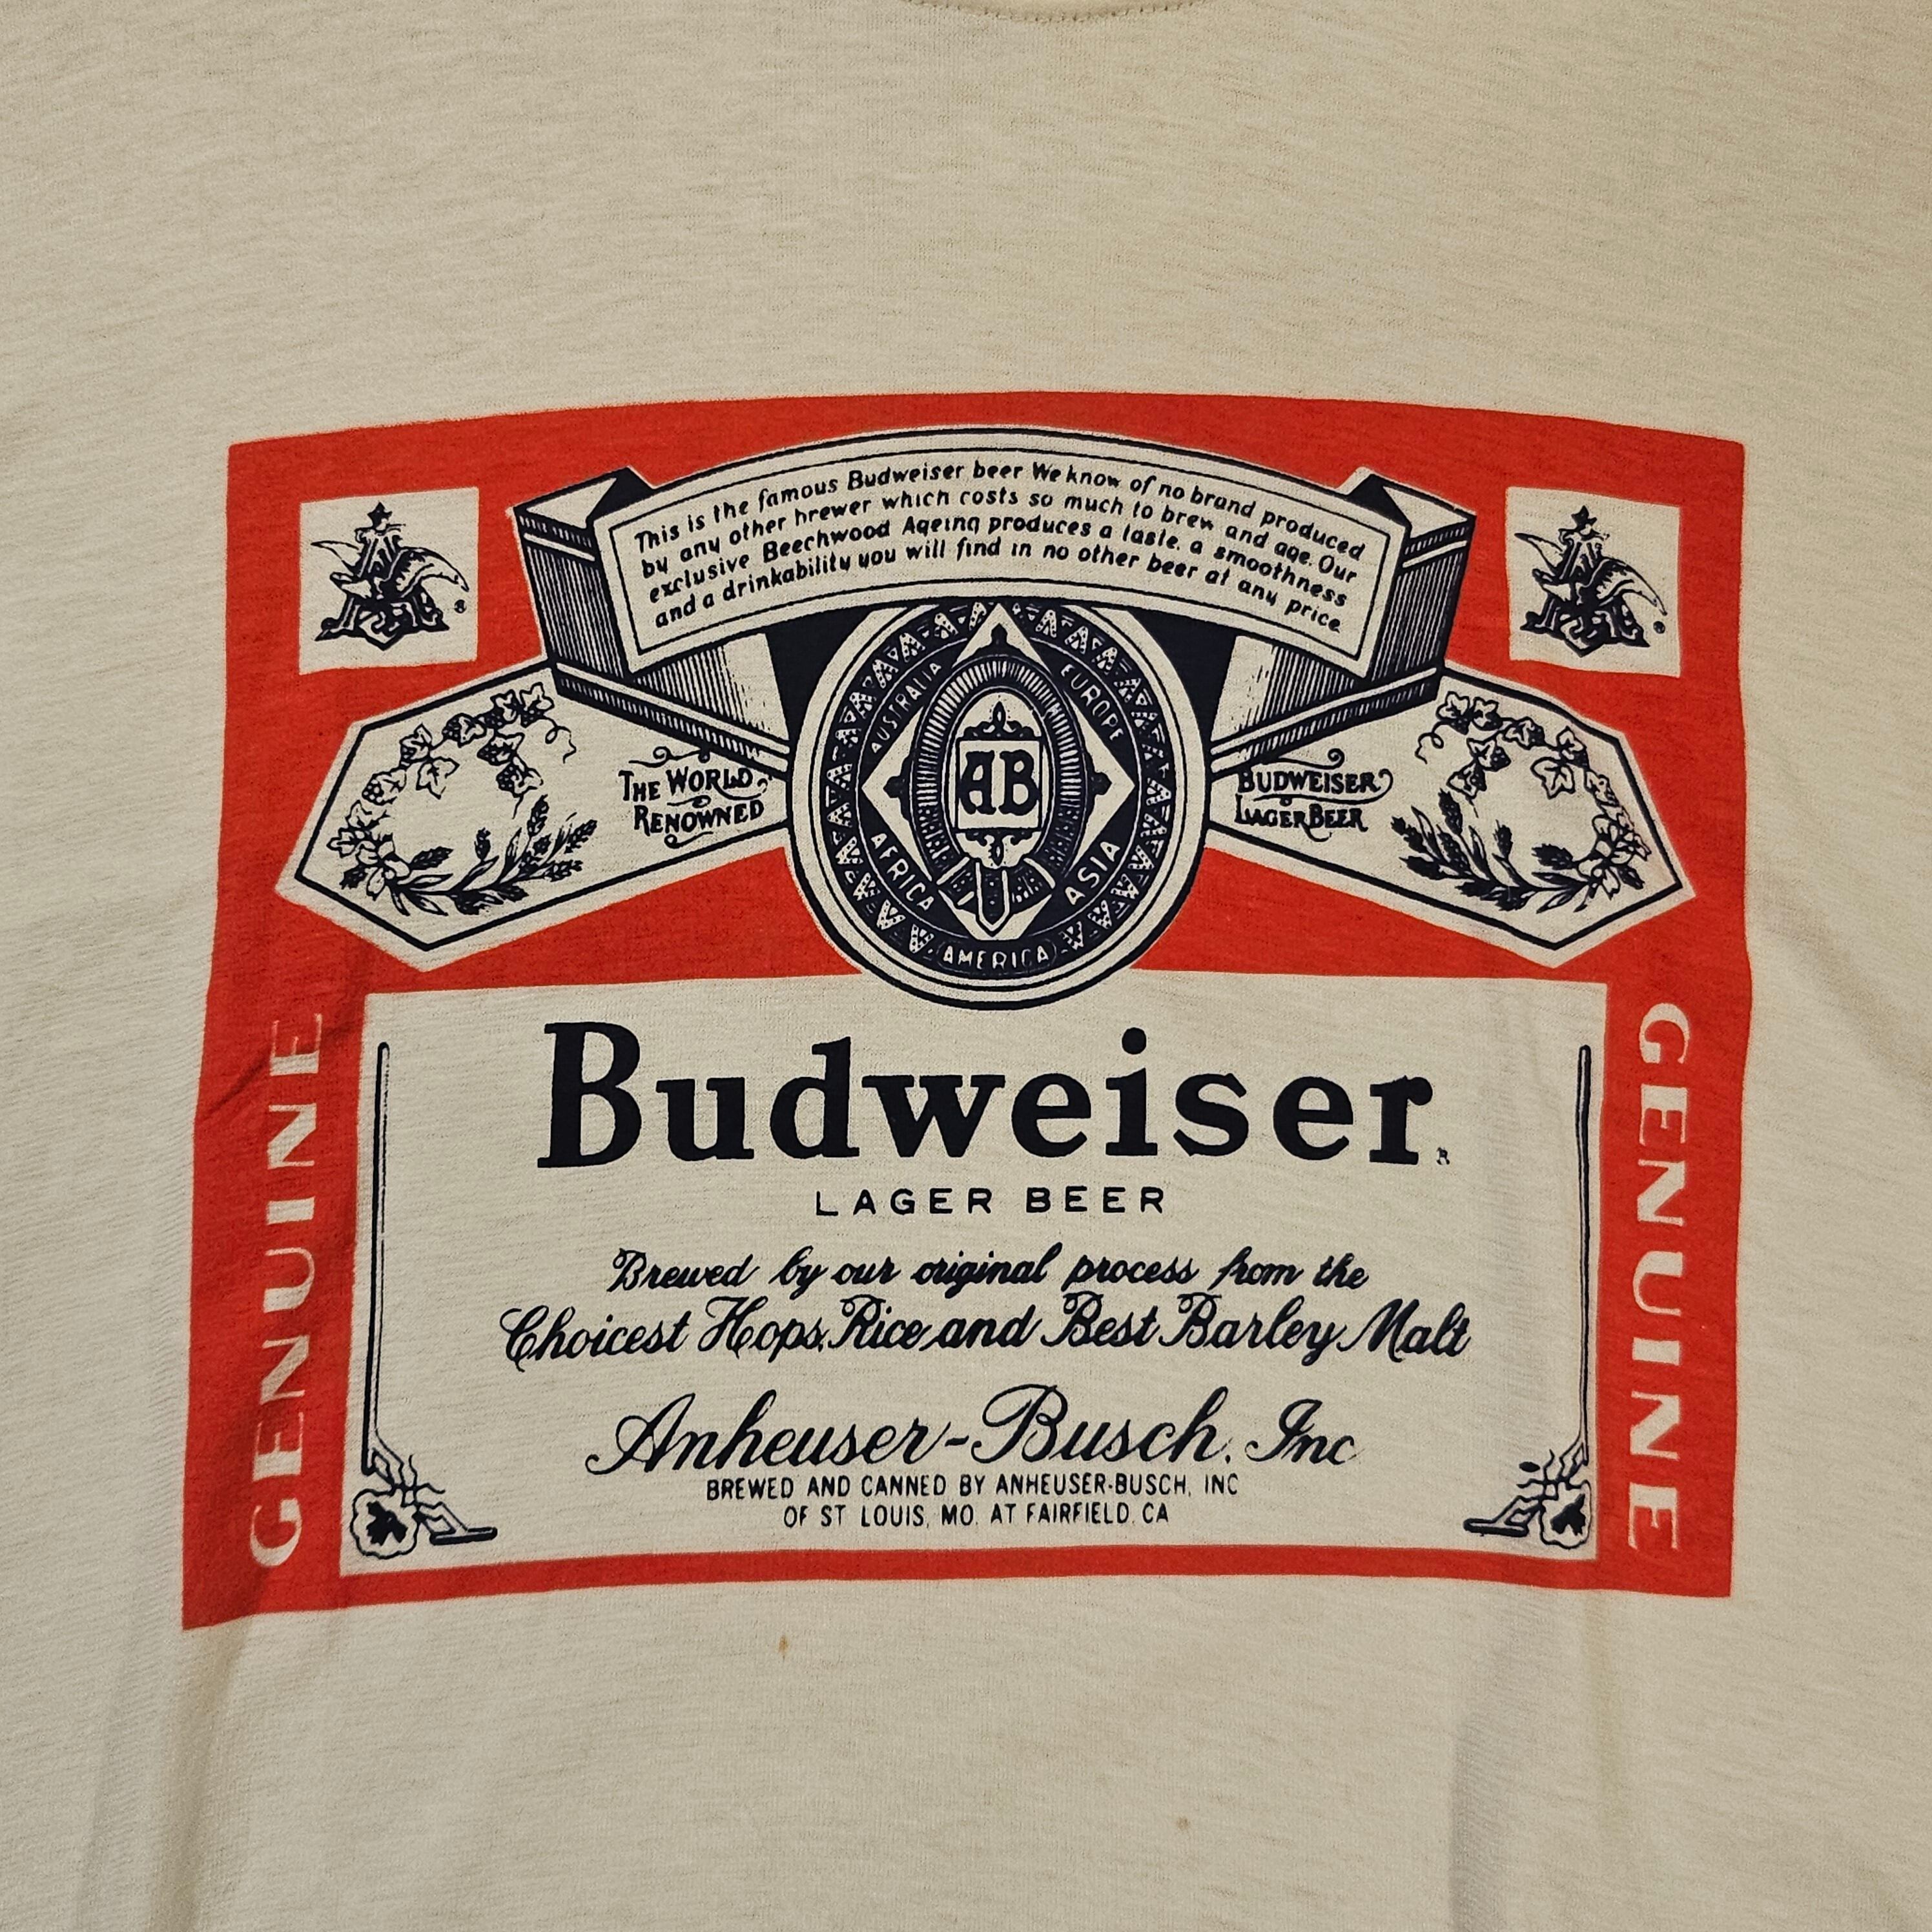 This is the famous Budweiser beer We know of no brand produced
by any other brewer which costs so much to brew and age. Our
exclusive Beechwood Ageing produces a taste, a smoothness
and a drinkability you will find in no other beer at any price.
AUSTRALIA
EUROPE
THE WORLD
RENOWNED
AB
BUDWEISER
LAGER BEER
AFRICA
ASIA
AMERICA
GENUINE
GENUINE
Budweiser®
LAGER BEER
Brewed by our original process from the
Choicest Hops, Rice and Best Barley Malt
Anheuser-Busch, Inc
BREWED AND CANNED BY ANHEUSER-BUSCH, INC
OF ST LOUIS, MO. AT FAIRFIELD, CA